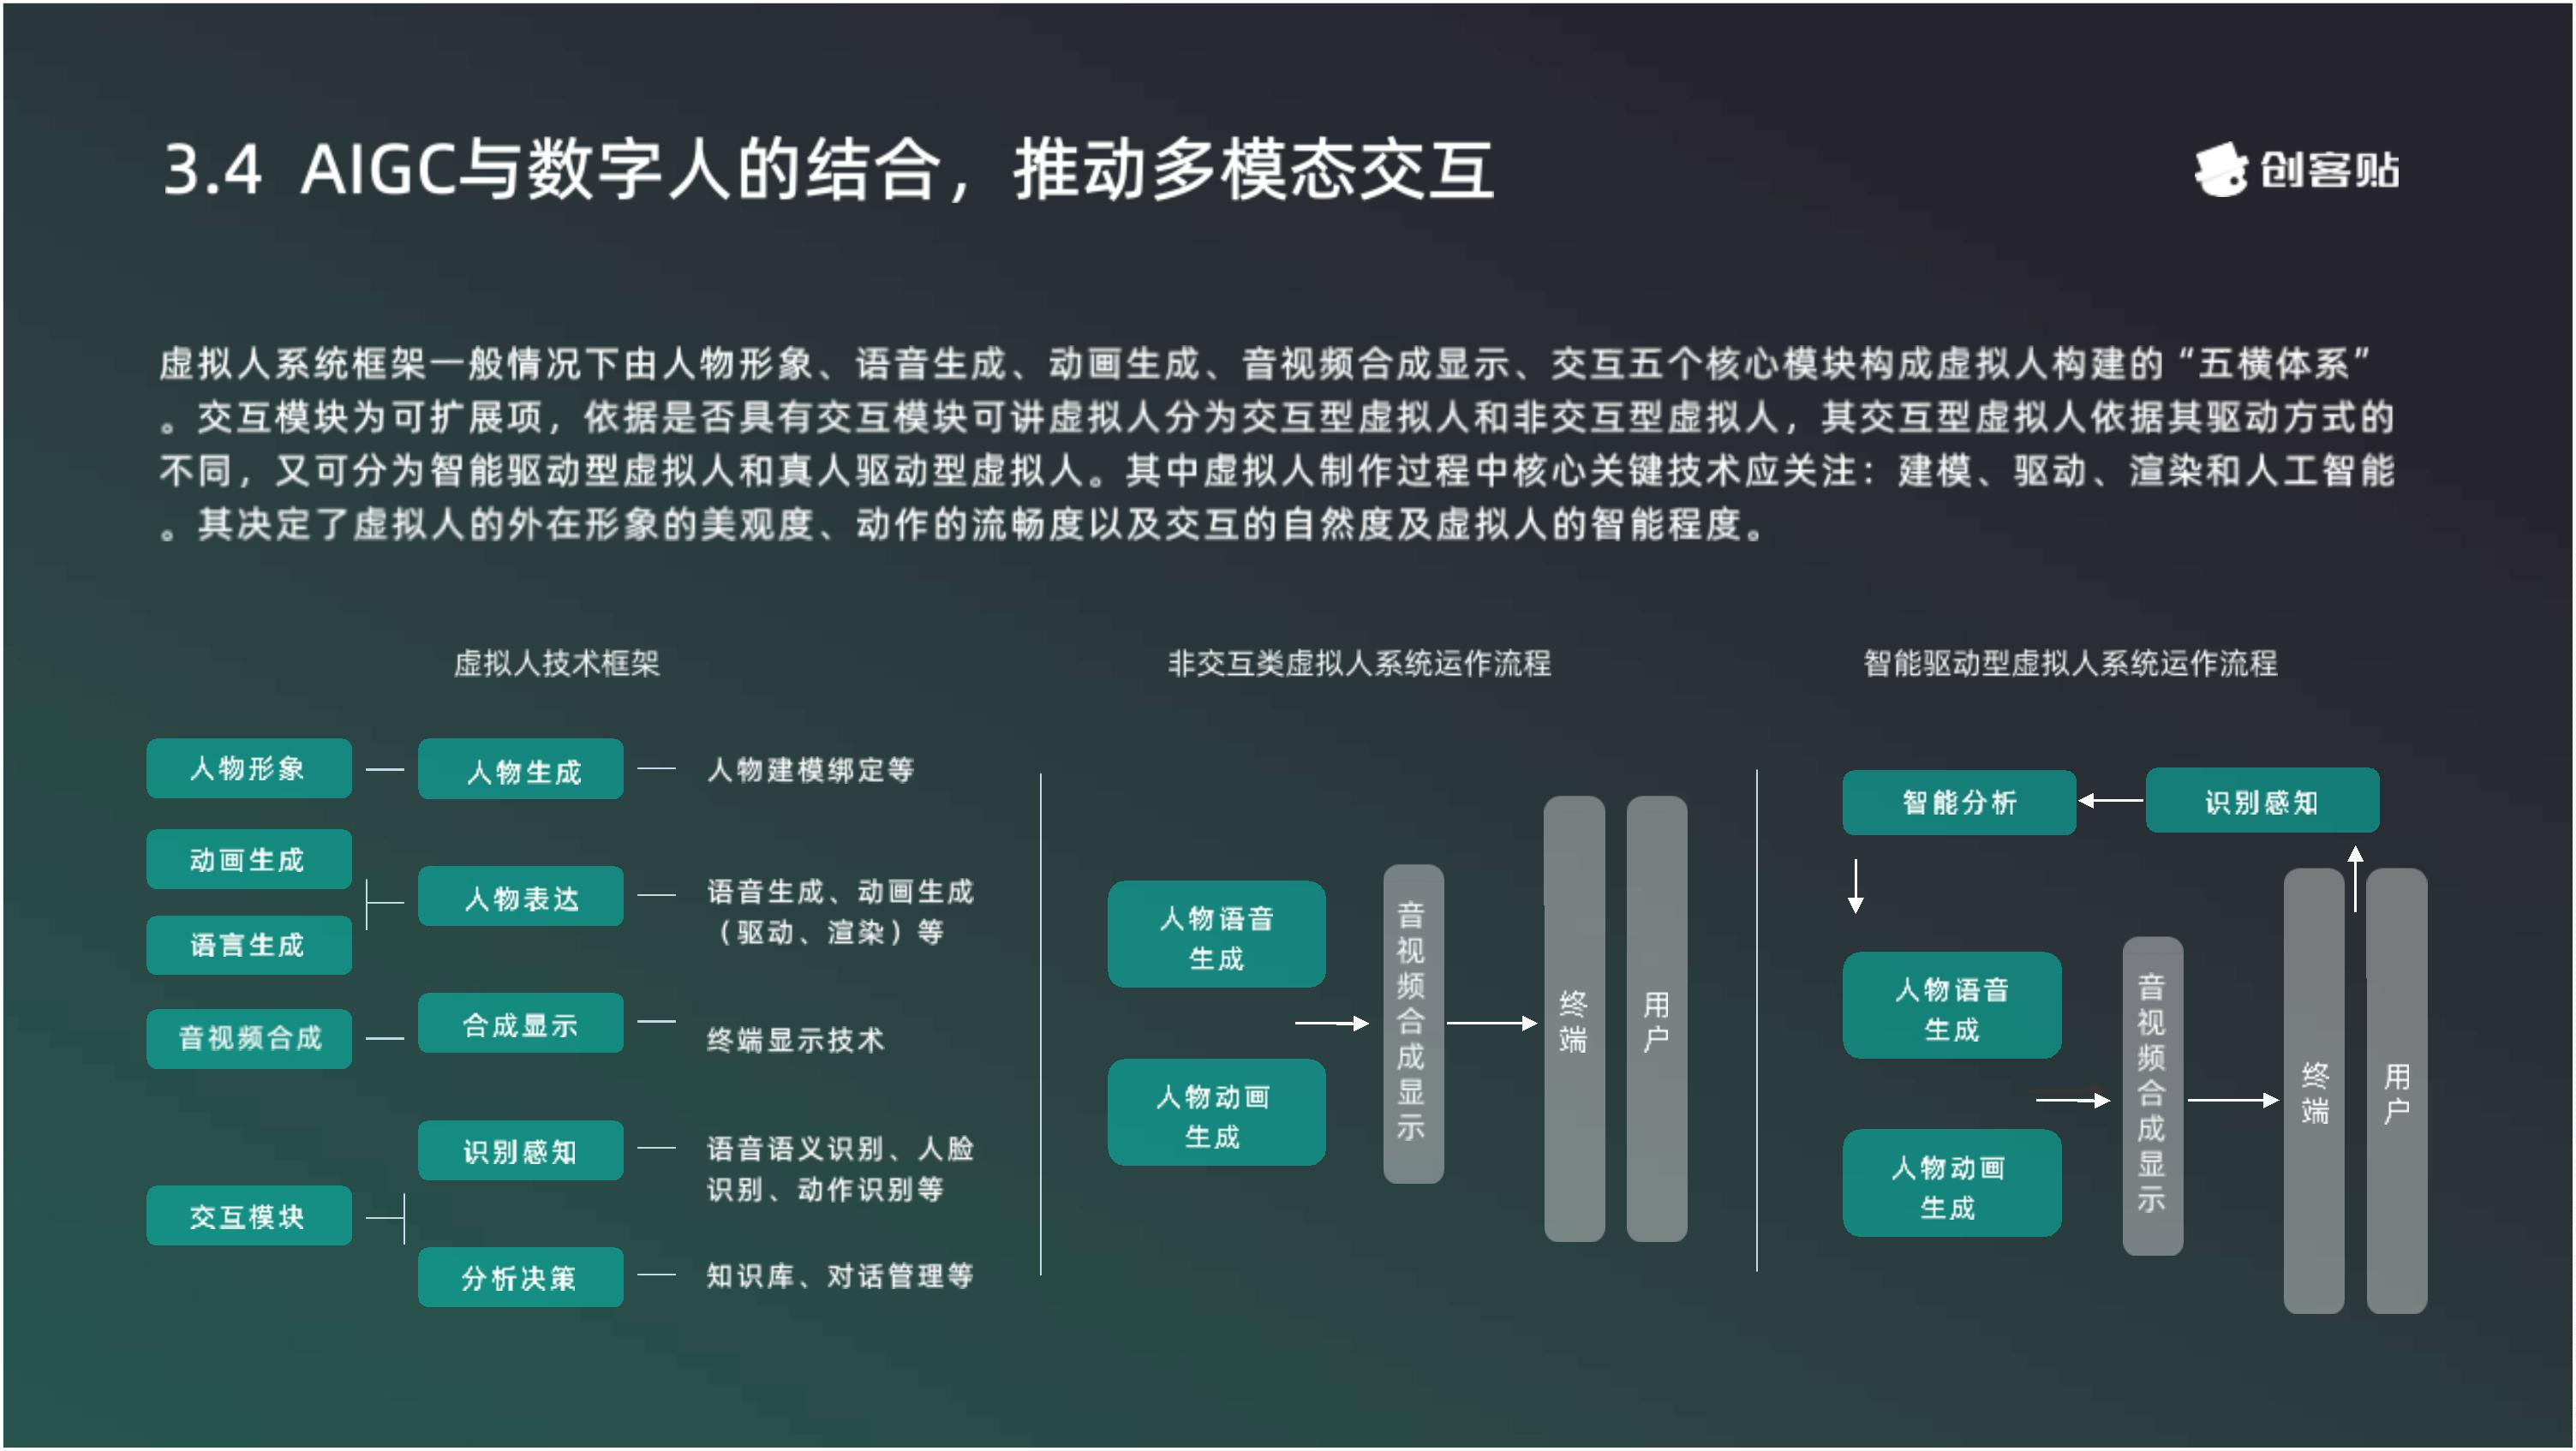 3.4 AIGC与数字人的结合，推动多模态交互
创客贴
虚拟人系统框架一般情况下由人物形象、语音生成、动画生成、音视频合成显示、交互五个核心模块构成虚拟人构建的“五横体系”
。交互模块为可扩展项，依据是否具有交互模块可讲虚拟人分为交互型虚拟人和非交互型虚拟人，其交互型虚拟人依据其驱动方式的
不同，又可分为智能驱动型虚拟人和真人驱动型虚拟人。其中虚拟人制作过程中核心关键技术应关注：建模、驱动、渲染和人工智能
。其决定了虚拟人的外在形象的美观度、动作的流畅度以及交互的自然度及虚拟人的智能程度。
虚拟人技术框架
人物形象
人物生成
人物建模绑定等
动画生成
语言生成
人物表达
语音生成、动画生成
（驱动、渲染）等
音视频合成
合成显示
终端显示技术
交互模块
识别感知
语音语义识别、人脸
识别、动作识别等
分析决策
知识库、对话管理等
非交互类虚拟人系统运作流程
人物语音
生成
人物动画
生成
音视频合成显示
终端
用户
智能驱动型虚拟人系统运作流程
智能分析
识别感知
人物语音
生成
人物动画
生成
音视频合成显示
终端
用户